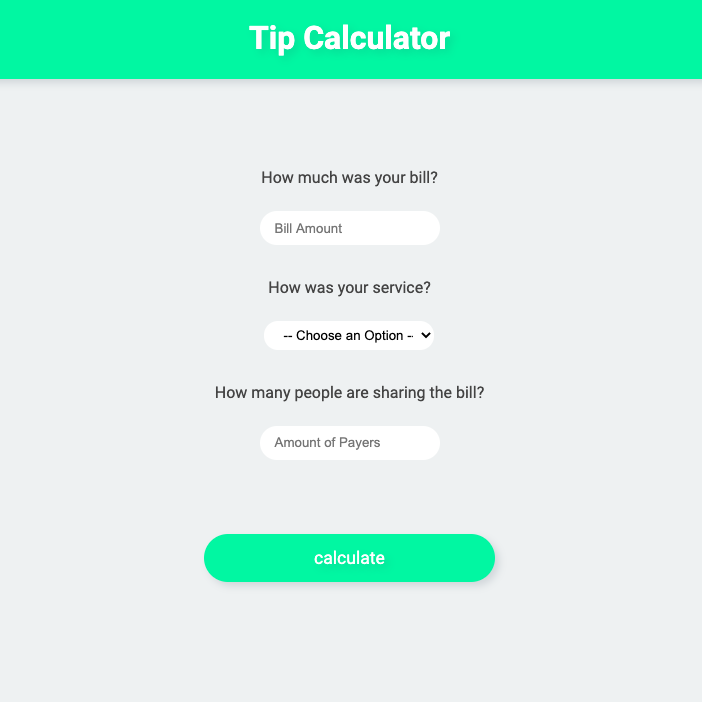 Tip Calculator
How much was your bill?
Bill Amount
How was your service?
-- Choose an Option --
How many people are sharing the bill?
Amount of Payers
calculate